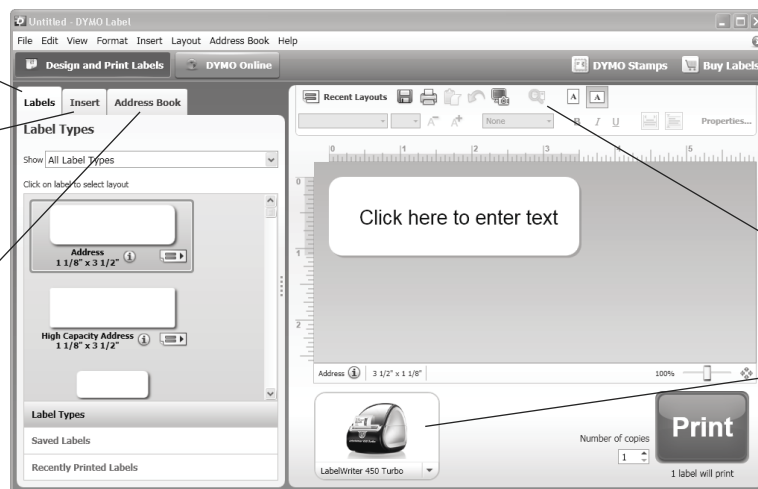 Untitled - DYMO Label
File Edit View Format Insert Layout Address Book Help
Design and Print Labels DYMO Online DYMO Stamps Buy Labels
Labels Insert Address Book
Label Types
Show All Label Types
Click on label to select layout
Address
1 1/8" x 3 1/2"
High Capacity Address
1 1/8" x 3 1/2"
Label Types
Saved Labels
Recently Printed Labels
Recent Layouts A A
A A None B I U Properties...
0 1 2 3 4 5
0
1
2
Click here to enter text
Address 3 1/2" x 1 1/8" 100%
LabelWriter 450 Turbo
Number of copies
1
Print
1 label will print